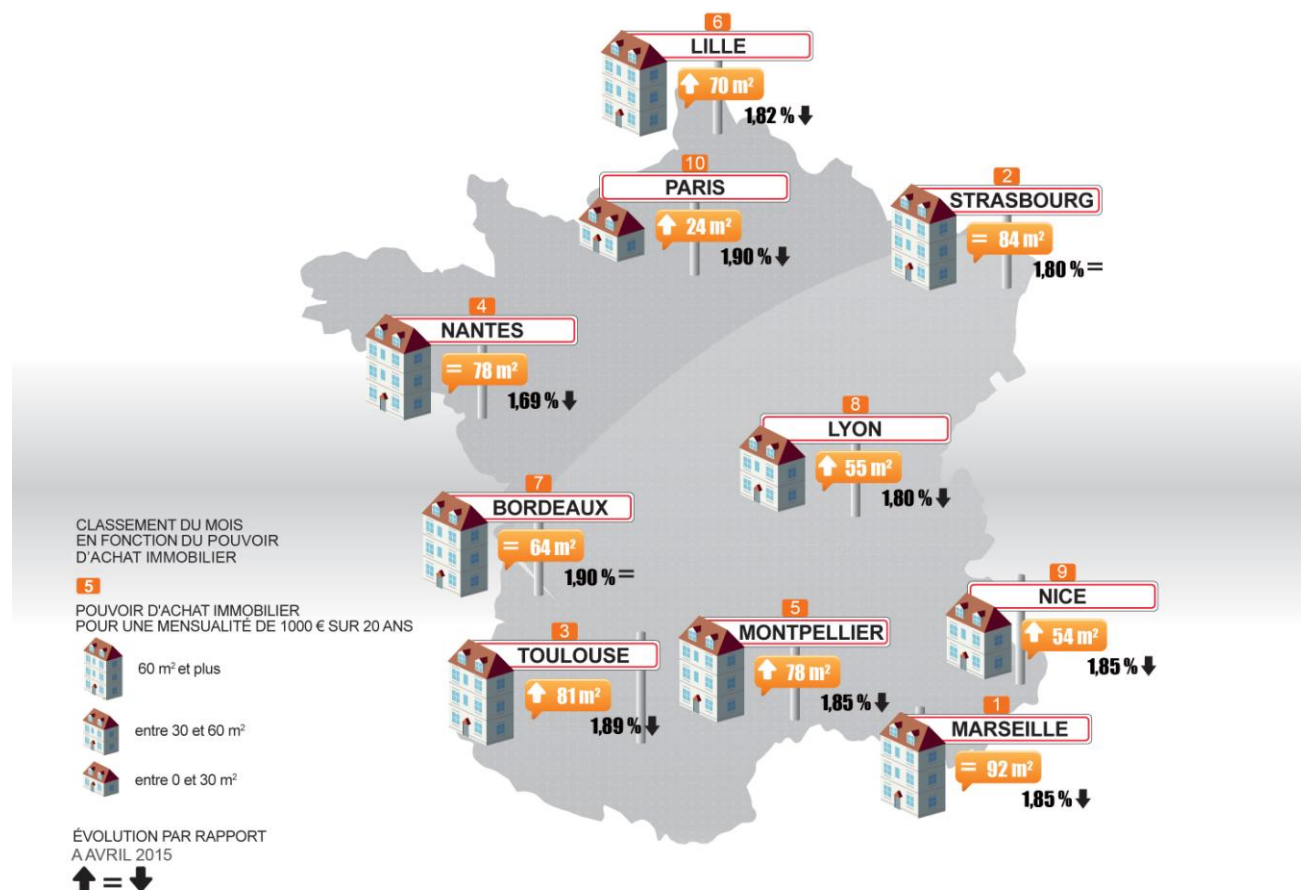 6
LILLE
70 m²
1,82 %
10
PARIS
24 m²
1,90 %
2
STRASBOURG
= 84 m²
1,80 % =
4
NANTES
= 78 m²
1,69 %
8
LYON
55 m²
1,80 %
7
BORDEAUX
= 64 m²
1,90 % =
9
NICE
54 m²
1,85 %
5
MONTPELLIER
78 m²
1,85 %
3
TOULOUSE
81 m²
1,89 %
1
MARSEILLE
= 92 m²
1,85 %
CLASSEMENT DU MOIS
EN FONCTION DU POUVOIR
D'ACHAT IMMOBILIER
5
POUVOIR D'ACHAT IMMOBILIER
POUR UNE MENSUALITÉ DE 1000 € SUR 20 ANS
60 m² et plus
entre 30 et 60 m²
entre 0 et 30 m²
ÉVOLUTION PAR RAPPORT
A AVRIL 2015
=